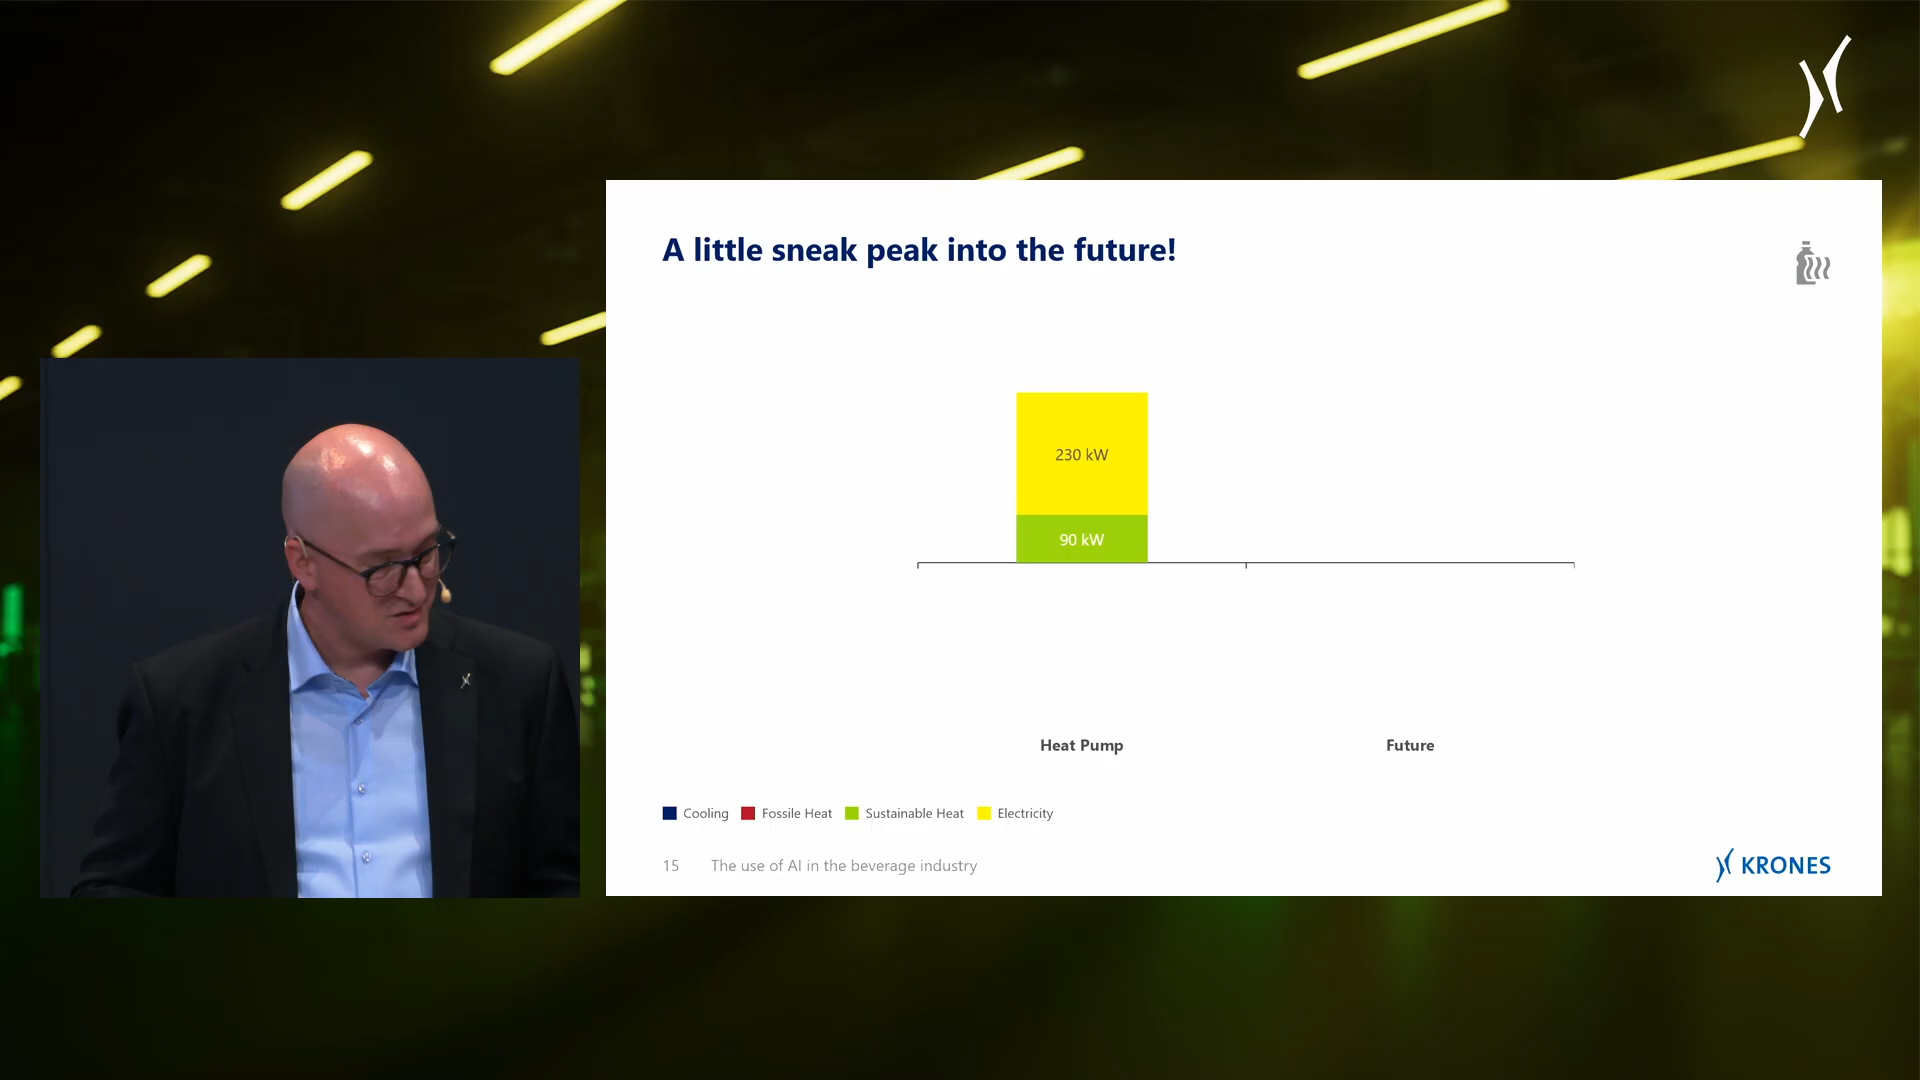 A little sneak peak into the future!
230 kW
90 kW
Heat Pump
Future
Cooling
Fossile Heat
Sustainable Heat
Electricity
15
The use of AI in the beverage industry
KRONES